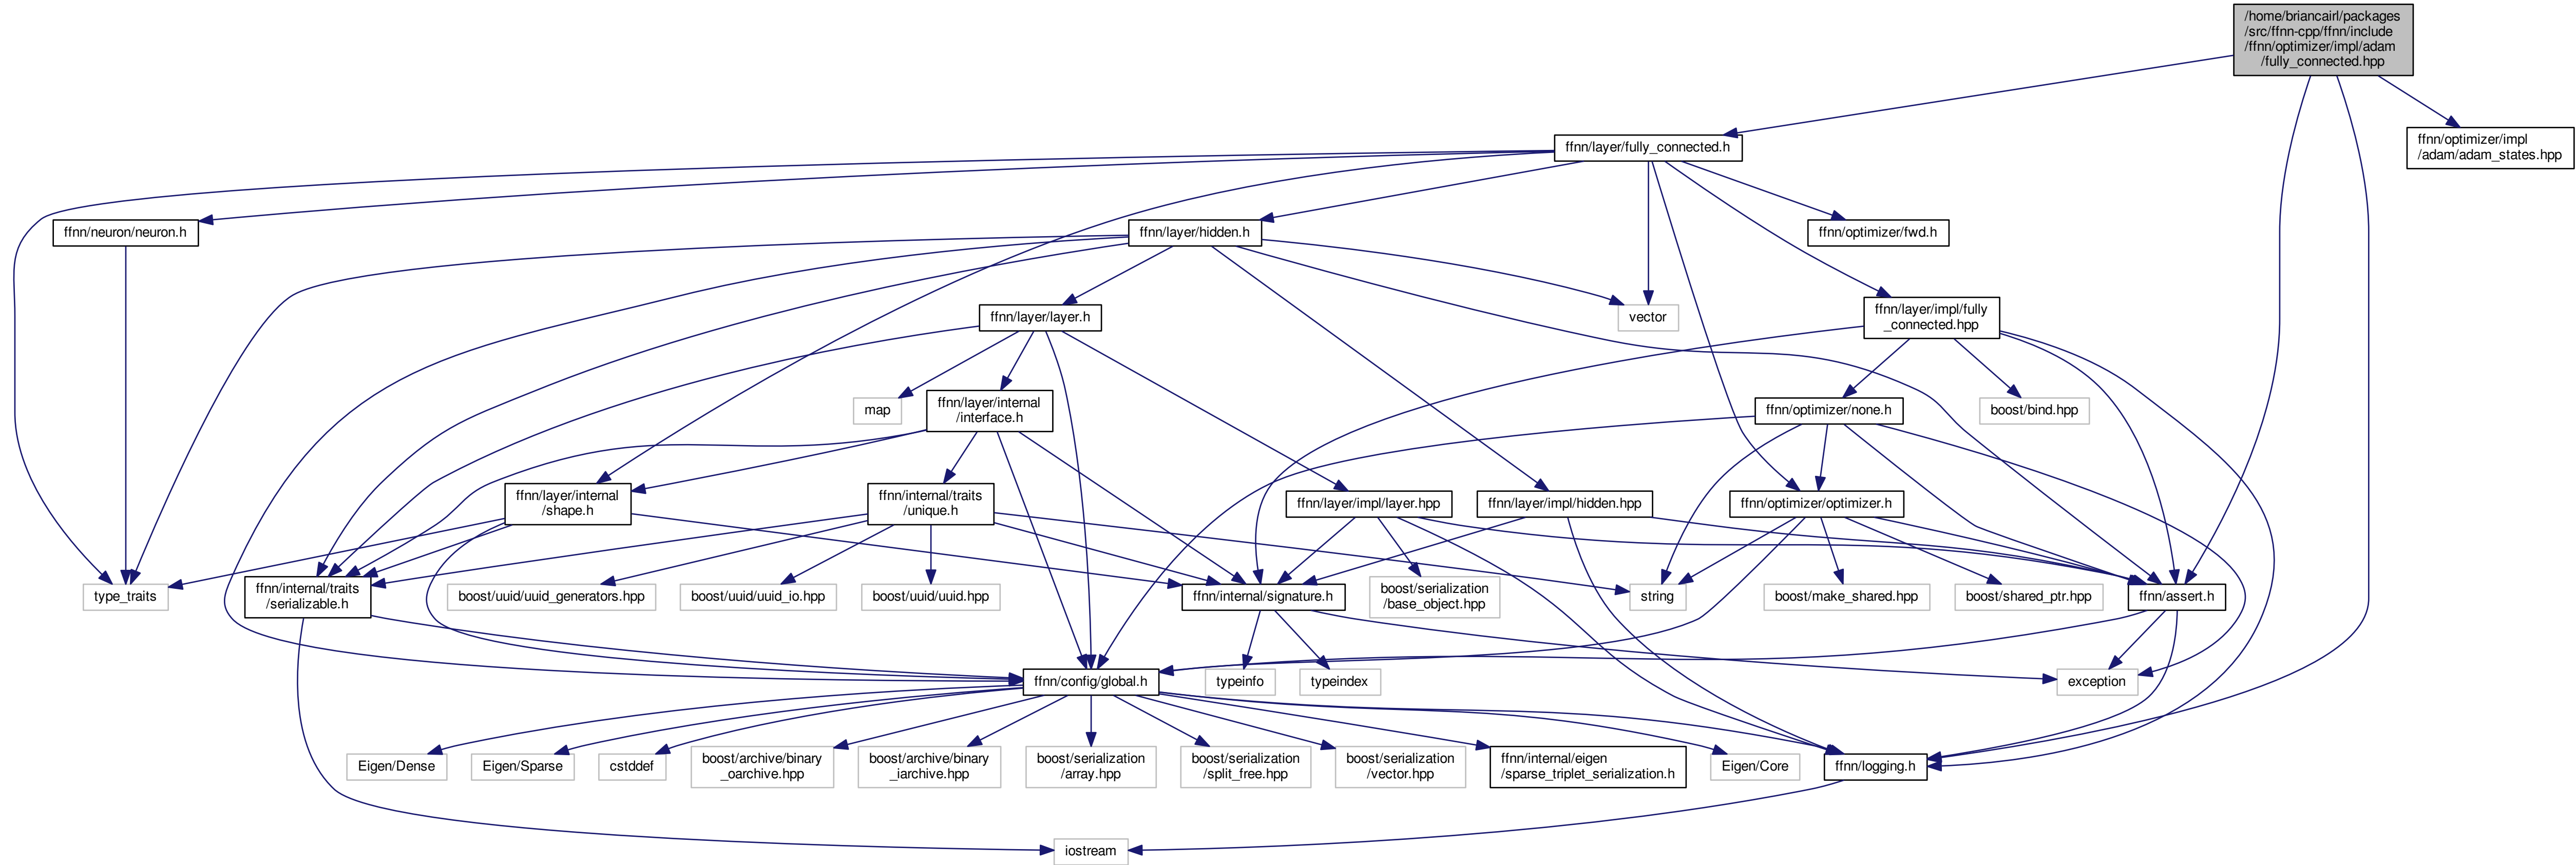 /home/briancairl/packages
/src/ffnn-cpp/ffnn/include
/ffnn/optimizer/impl/adam
/fully_connected.hpp
ffnn/layer/fully_connected.h
ffnn/optimizer/impl
/adam/adam_states.hpp
ffnn/neuron/neuron.h
ffnn/layer/hidden.h
ffnn/optimizer/fwd.h
ffnn/layer/layer.h
vector
ffnn/layer/impl/fully
_connected.hpp
map
ffnn/layer/internal
/interface.h
ffnn/optimizer/none.h
boost/bind.hpp
ffnn/layer/internal
/shape.h
ffnn/internal/traits
/unique.h
ffnn/layer/impl/layer.hpp
ffnn/layer/impl/hidden.hpp
ffnn/optimizer/optimizer.h
type_traits
ffnn/internal/traits
/serializable.h
boost/uuid/uuid_generators.hpp
boost/uuid/uuid_io.hpp
boost/uuid/uuid.hpp
ffnn/internal/signature.h
boost/serialization
/base_object.hpp
string
boost/make_shared.hpp
boost/shared_ptr.hpp
ffnn/assert.h
ffnn/config/global.h
typeinfo
typeindex
exception
Eigen/Dense
Eigen/Sparse
cstddef
boost/archive/binary
_oarchive.hpp
boost/archive/binary
_iarchive.hpp
boost/serialization
/array.hpp
boost/serialization
/split_free.hpp
boost/serialization
/vector.hpp
ffnn/internal/eigen
/sparse_triplet_serialization.h
Eigen/Core
ffnn/logging.h
iostream